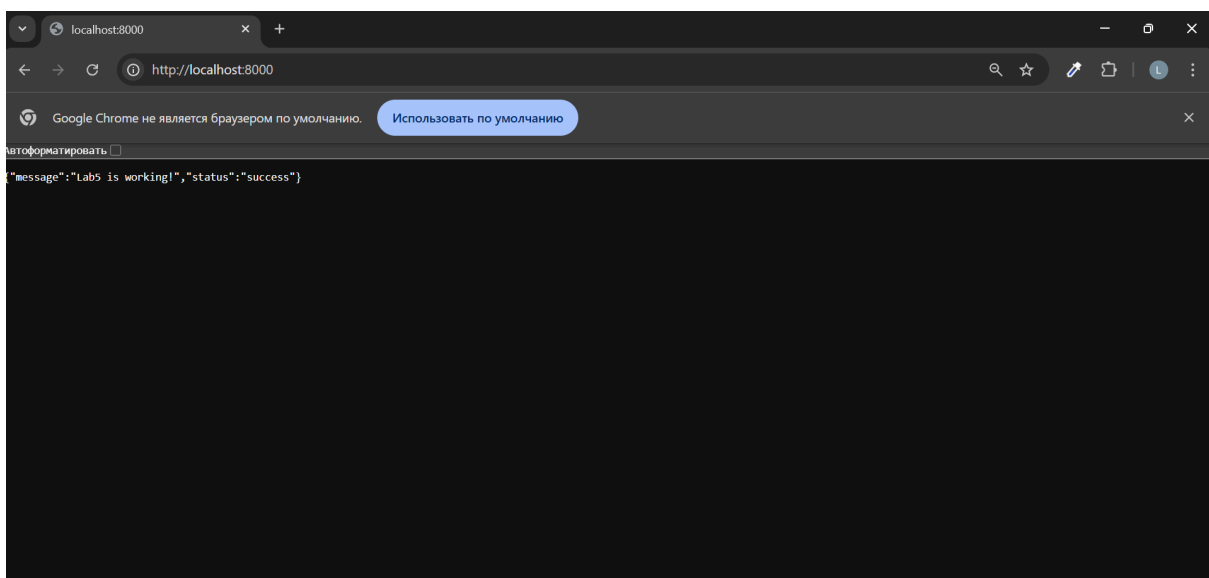 localhost:8000
http://localhost:8000
L
Google Chrome не является браузером по умолчанию. Использовать по умолчанию
Автоформатировать
{"message":"Lab5 is working!","status":"success"}